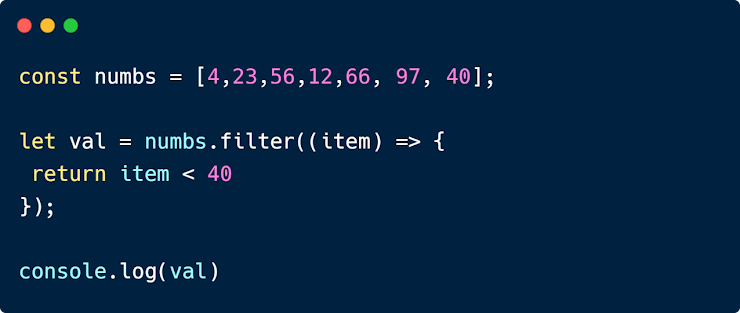 const numbs = [4,23,56,12,66, 97, 40];
let val = numbs.filter((item) => {
 return item < 40
});
console.log(val)